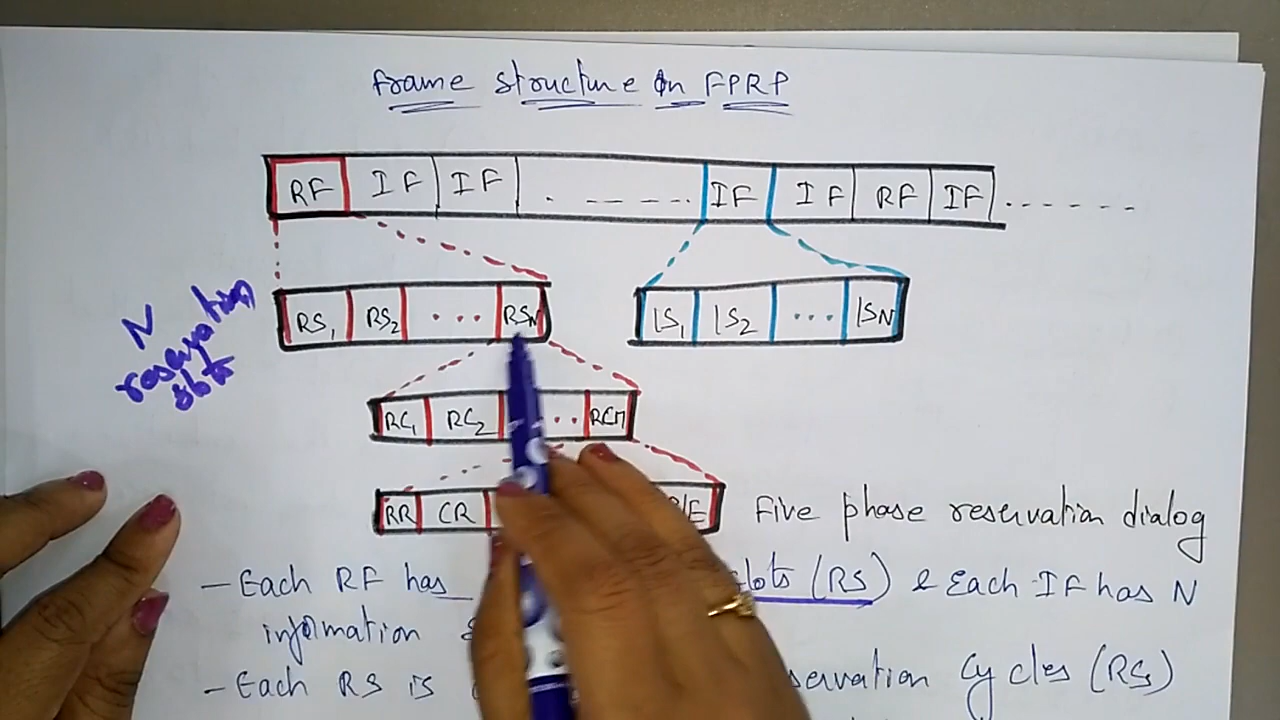 Frame structure in FPRP
RF IF IF . - - - - ... IF IF RF IF .......
N reservation slots
RS1 RS2 ... RSN
IS1 IS2 ... ISN
RC1 RC2 .. RCM
RR CR /E Five phase reservation dialog
- Each RF has slots (RS) & Each IF has N
information
- Each RS is servation Cycles (RCs)